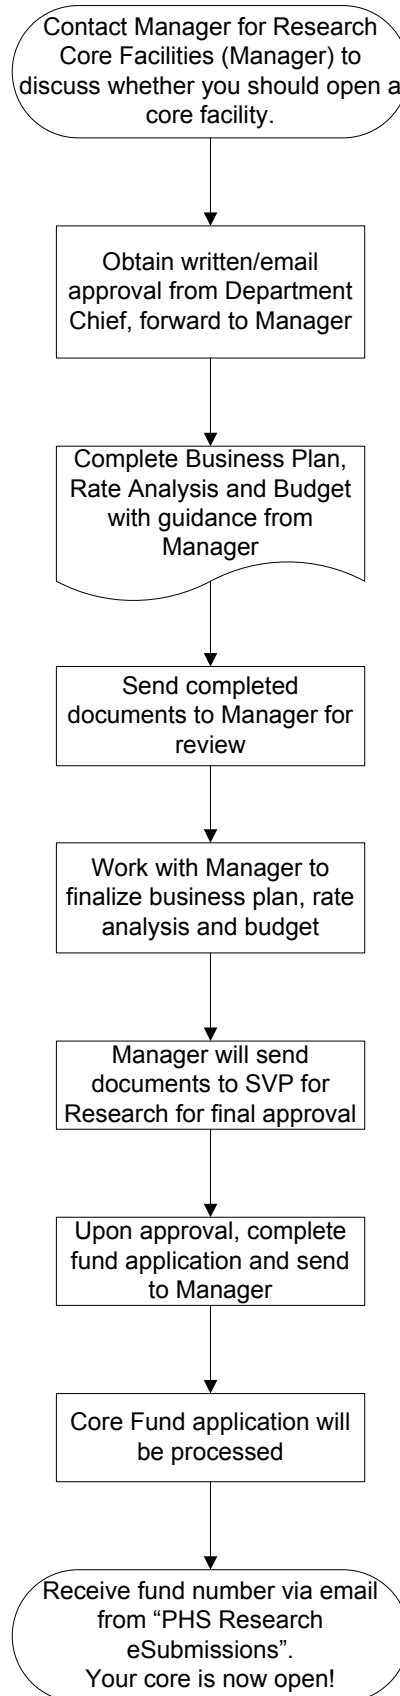 Contact Manager for Research
Core Facilities (Manager) to
discuss whether you should open a
core facility.
Obtain written/email
approval from Department
Chief, forward to Manager
Complete Business Plan,
Rate Analysis and Budget
with guidance from
Manager
Send completed
documents to Manager for
review
Work with Manager to
finalize business plan, rate
analysis and budget
Manager will send
documents to SVP for
Research for final approval
Upon approval, complete
fund application and send
to Manager
Core Fund application will
be processed
Receive fund number via email
from “PHS Research
eSubmissions”.
Your core is now open!